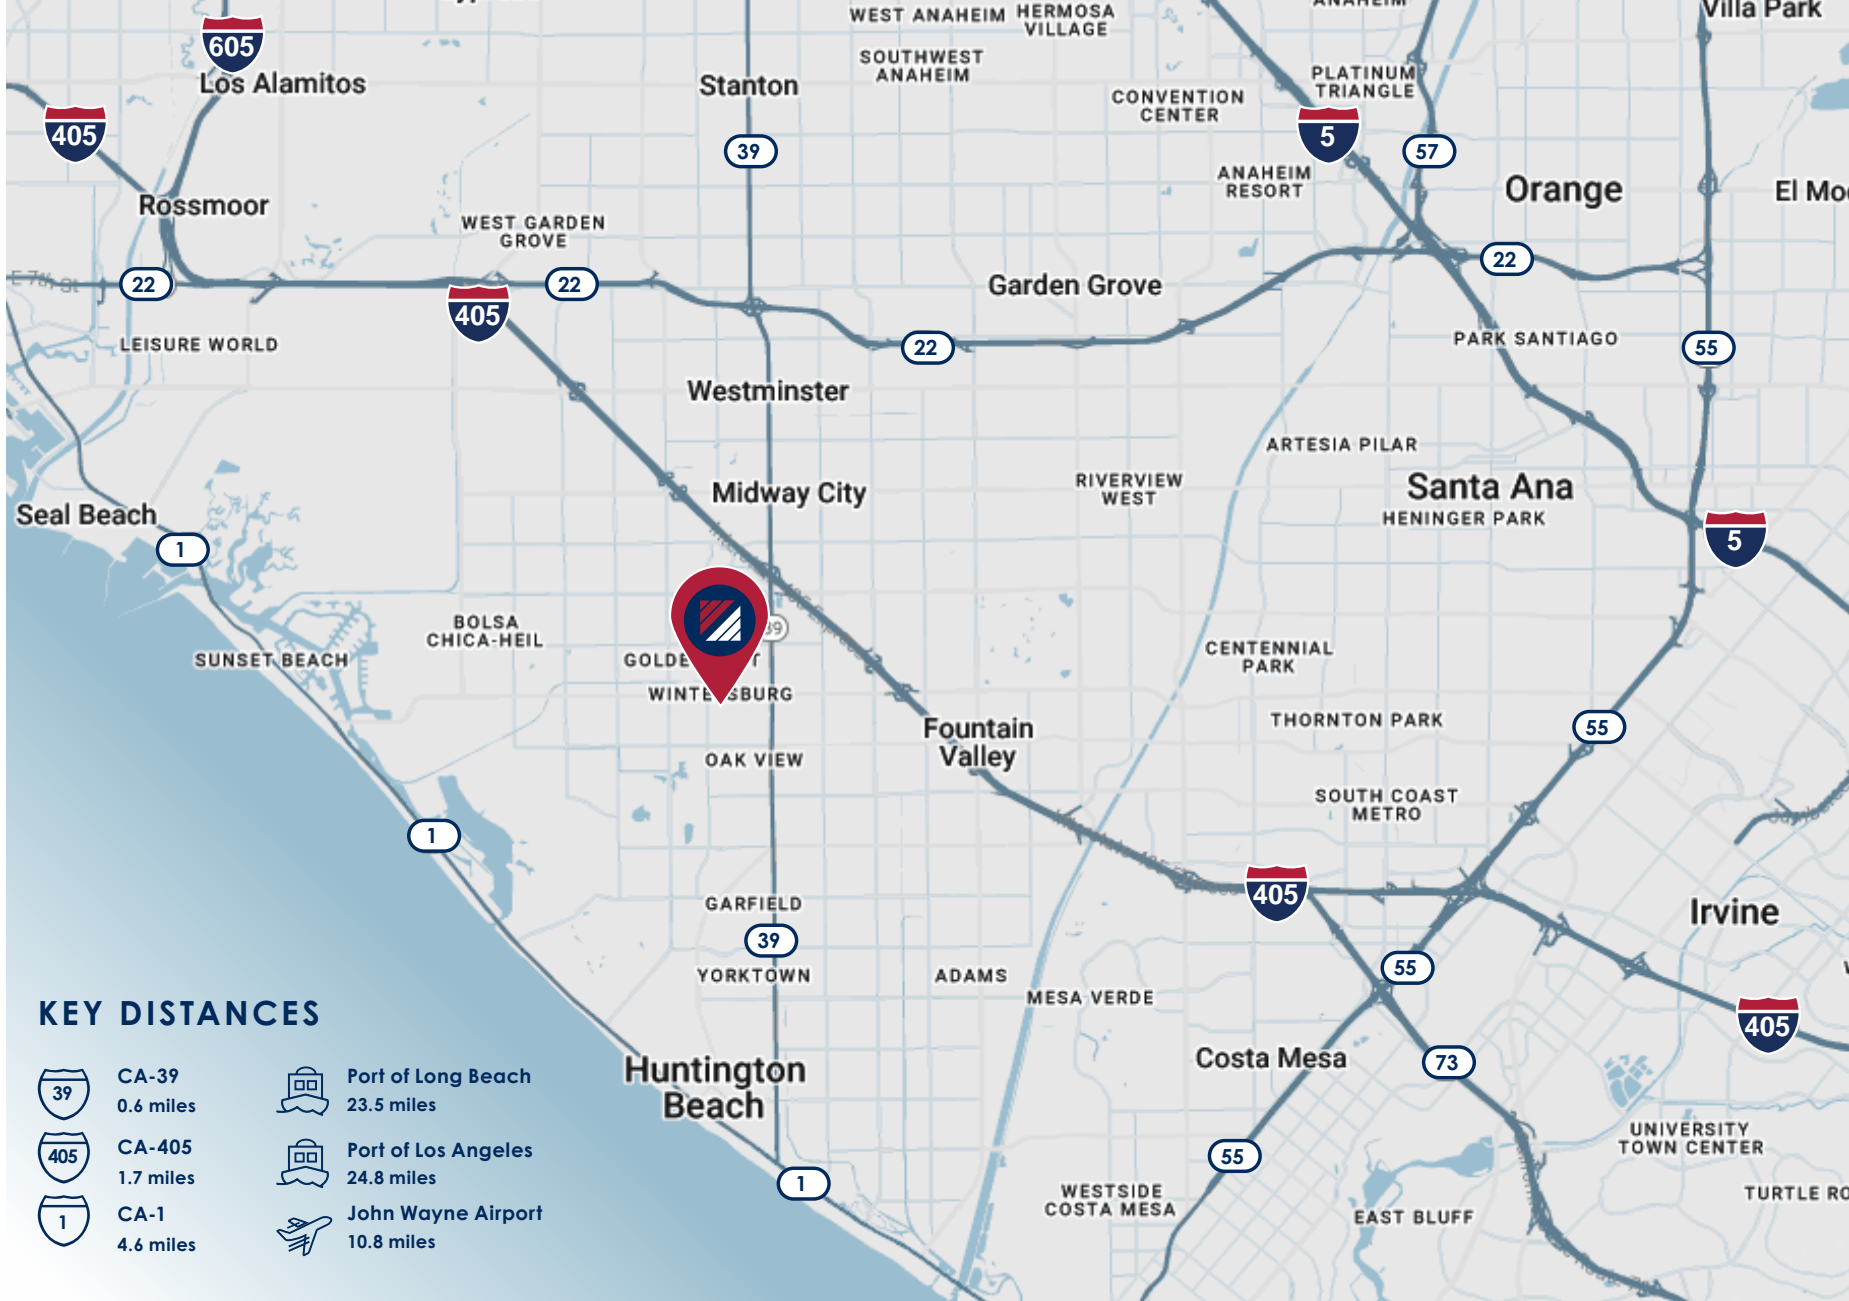 WEST ANAHEIM
HERMOSA
VILLAGE
Villa Park
605
SOUTHWEST
ANAHEIM
Los Alamitos
Stanton
PLATINUM
TRIANGLE
CONVENTION
CENTER
405
5
39
57
ANAHEIM
RESORT
Orange
Rossmoor
WEST GARDEN
GROVE
22
E 7th St
22
22
Garden Grove
405
LEISURE WORLD
22
PARK SANTIAGO
55
Westminster
ARTESIA PILAR
Midway City
RIVERVIEW
WEST
Santa Ana
HENINGER PARK
Seal Beach
1
5
39
BOLSA
CHICA-HEIL
SUNSET BEACH
CENTENNIAL
PARK
THORNTON PARK
55
Fountain
Valley
OAK VIEW
SOUTH COAST
METRO
1
405
GARFIELD
Irvine
39
YORKTOWN
ADAMS
55
MESA VERDE
405
Costa Mesa
73
Huntington
Beach
UNIVERSITY
TOWN CENTER
55
1
WESTSIDE
COSTA MESA
EAST BLUFF
KEY DISTANCES
39
CA-39
0.6 miles
405
CA-405
1.7 miles
1
CA-1
4.6 miles
Port of Long Beach
23.5 miles
Port of Los Angeles
24.8 miles
John Wayne Airport
10.8 miles